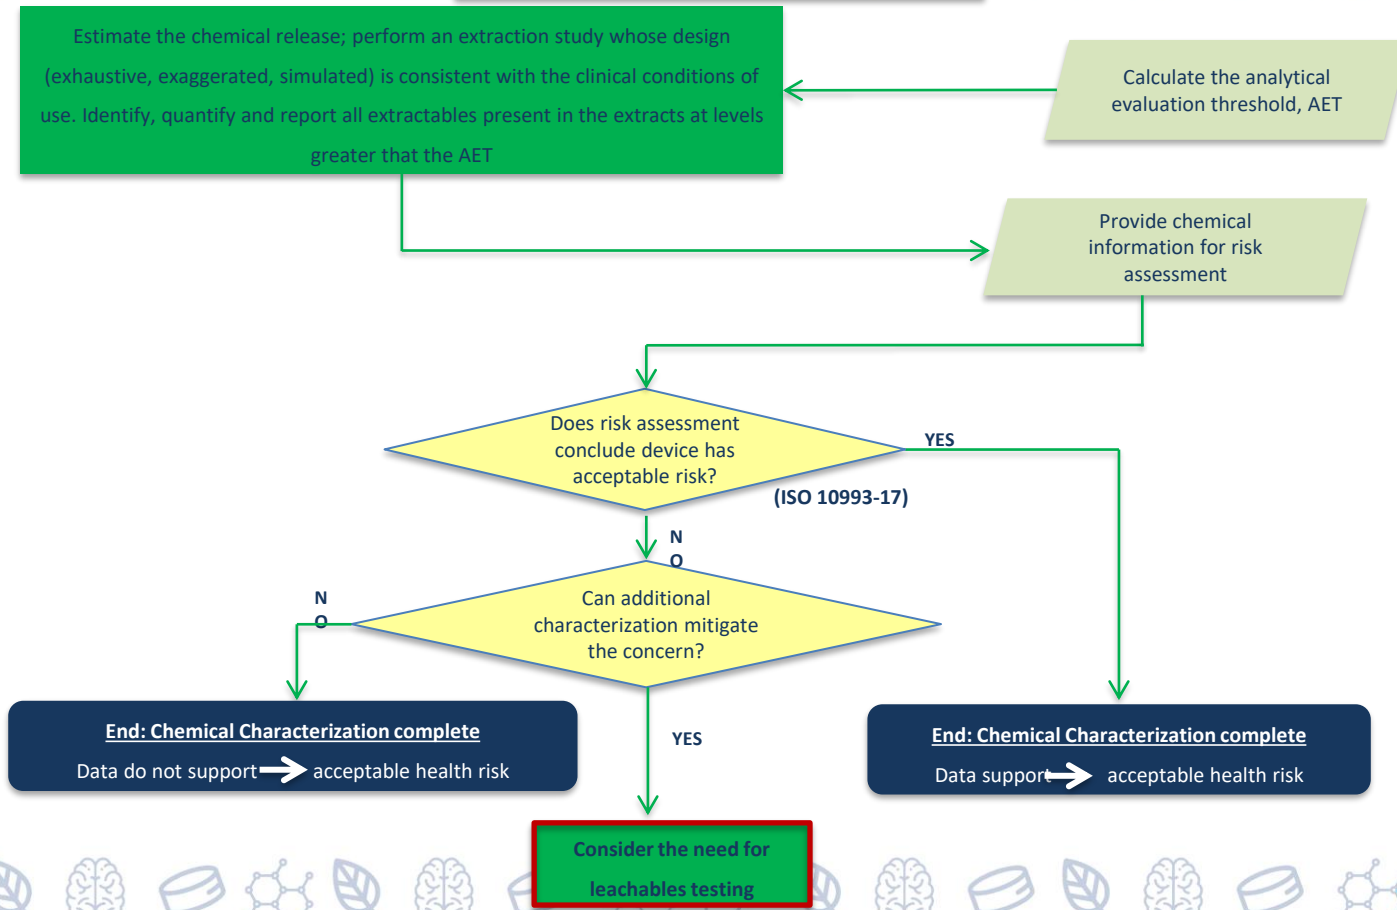 Estimate the chemical release; perform an extraction study whose design
(exhaustive, exaggerated, simulated) is consistent with the clinical conditions of
use. Identify, quantify and report all extractables present in the extracts at levels
greater that the AET
Calculate the analytical
evaluation threshold, AET
Provide chemical
information for risk
assessment
Does risk assessment
conclude device has
acceptable risk?
YES
(ISO 10993-17)
N
O
Can additional
characterization mitigate
the concern?
N
O
End: Chemical Characterization complete
Data do not support acceptable health risk
YES
End: Chemical Characterization complete
Data support acceptable health risk
Consider the need for
leachables testing